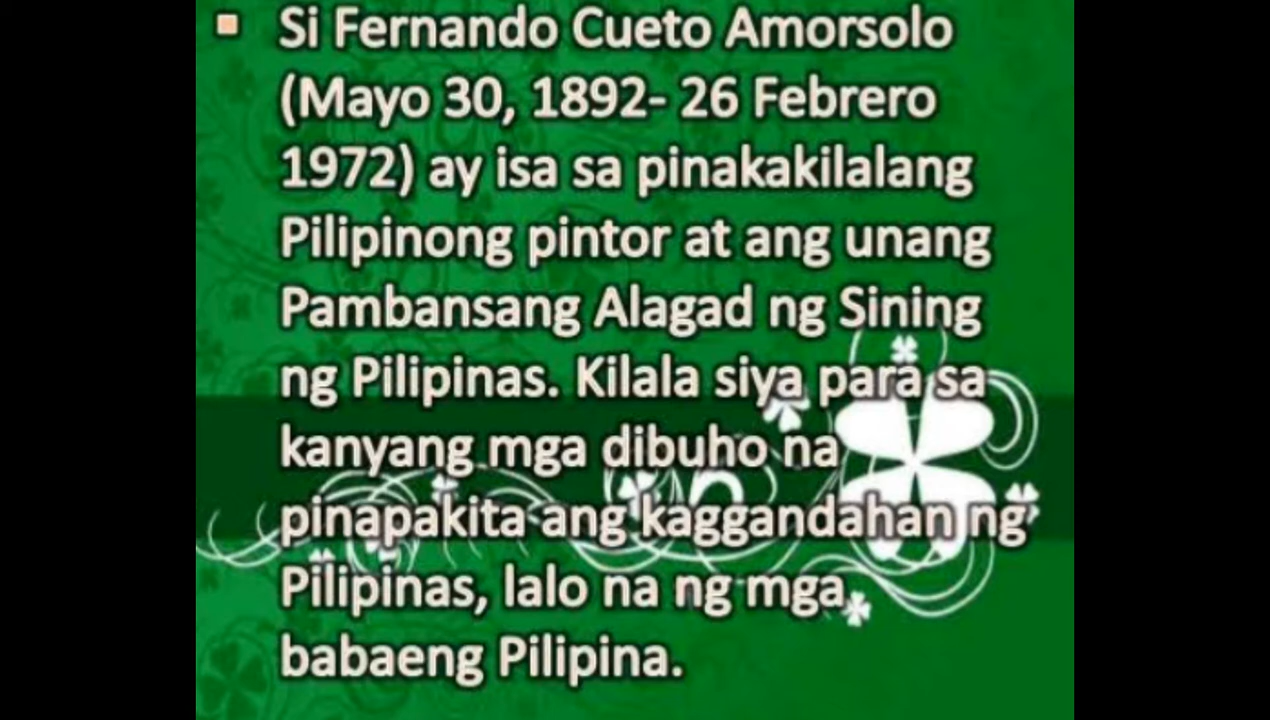 Si Fernando Cueto Amorsolo
(Mayo 30, 1892- 26 Febrero
1972) ay isa sa pinakakilalang
Pilipinong pintor at ang unang
Pambansang Alagad ng Sining
ng Pilipinas. Kilala siya para sa
kanyang mga dibuho na
pinapakita ang kaggandahan ng
Pilipinas, lalo na ng mga
babaeng Pilipina.